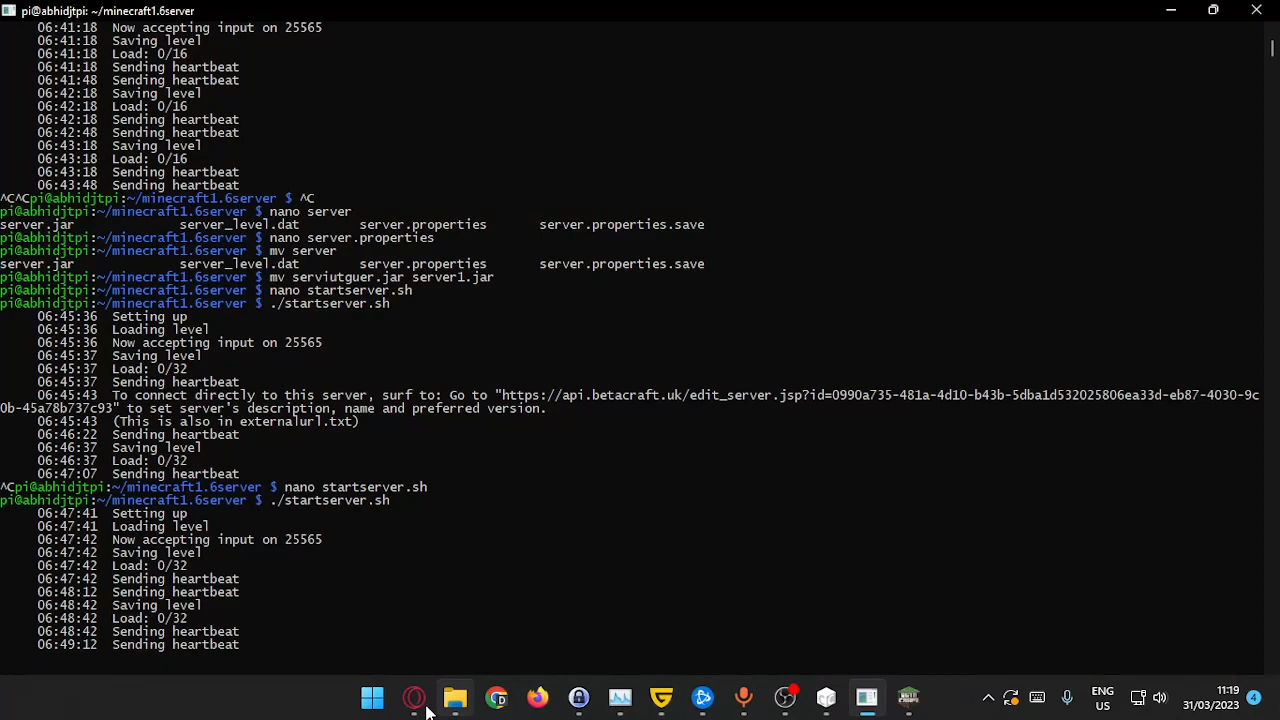 pi@abhidjtpi: ~/minecraft1.6server
06:41:18  Now accepting input on 25565
06:41:18  Saving level
06:41:18  Load: 0/16
06:41:18  Sending heartbeat
06:41:48  Sending heartbeat
06:42:18  Saving level
06:42:18  Load: 0/16
06:42:18  Sending heartbeat
06:42:48  Sending heartbeat
06:43:18  Saving level
06:43:18  Load: 0/16
06:43:18  Sending heartbeat
06:43:48  Sending heartbeat
^C^Cpi@abhidjtpi:~/minecraft1.6server $ ^C
pi@abhidjtpi:~/minecraft1.6server $ nano server
server.jar server_level.dat server.properties server.properties.save
pi@abhidjtpi:~/minecraft1.6server $ nano server.properties
pi@abhidjtpi:~/minecraft1.6server $ mv server
server.jar server_level.dat server.properties server.properties.save
pi@abhidjtpi:~/minecraft1.6server $ mv serviutguer.jar server1.jar
pi@abhidjtpi:~/minecraft1.6server $ nano startserver.sh
pi@abhidjtpi:~/minecraft1.6server $ ./startserver.sh
06:45:36  Setting up
06:45:36  Loading level
06:45:36  Now accepting input on 25565
06:45:37  Saving level
06:45:37  Load: 0/32
06:45:37  Sending heartbeat
06:45:43  To connect directly to this server, surf to: Go to "https://api.betacraft.uk/edit_server.jsp?id=0990a735-481a-4d10-b43b-5dba1d532025806ea33d-eb87-4030-9c
0b-45a78b737c93" to set server's description, name and preferred version.
06:45:43  (This is also in externalurl.txt)
06:46:22  Sending heartbeat
06:46:37  Saving level
06:46:37  Load: 0/32
06:47:07  Sending heartbeat
^Cpi@abhidjtpi:~/minecraft1.6server $ nano startserver.sh
pi@abhidjtpi:~/minecraft1.6server $ ./startserver.sh
06:47:41  Setting up
06:47:41  Loading level
06:47:42  Now accepting input on 25565
06:47:42  Saving level
06:47:42  Load: 0/32
06:47:42  Sending heartbeat
06:48:12  Sending heartbeat
06:48:42  Saving level
06:48:42  Load: 0/32
06:48:42  Sending heartbeat
06:49:12  Sending heartbeat
ENG
US
11:19
31/03/2023
4